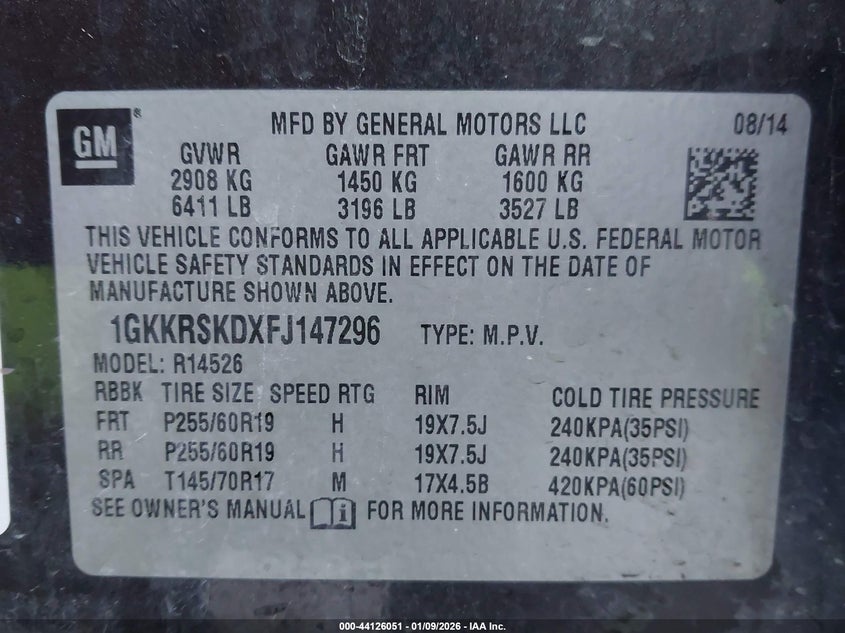 GM®
MFD BY GENERAL MOTORS LLC 08/14
GVWR GAWR FRT GAWR RR
2908 KG 1450 KG 1600 KG
6411 LB 3196 LB 3527 LB
THIS VEHICLE CONFORMS TO ALL APPLICABLE U.S. FEDERAL MOTOR
VEHICLE SAFETY STANDARDS IN EFFECT ON THE DATE OF
MANUFACTURE SHOWN ABOVE.
1GKKRSKDXFJ147296 TYPE: M.P.V.
MODEL: R14526
RBBK TIRE SIZE SPEED RTG RIM COLD TIRE PRESSURE
FRT P255/60R19 H 19X7.5J 240KPA(35PSI)
RR P255/60R19 H 19X7.5J 240KPA(35PSI)
SPA T145/70R17 M 17X4.5B 420KPA(60PSI)
SEE OWNER'S MANUAL i FOR MORE INFORMATION.
000-44126051 - 01/09/2026 - IAA Inc.